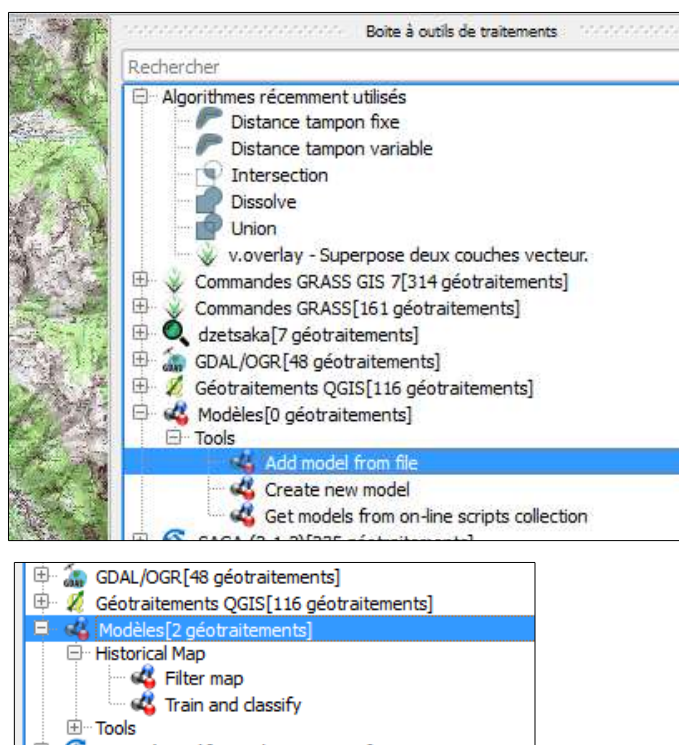 Boite à outils de traitements
Rechercher
Algorithmes récemment utilisés
Distance tampon fixe
Distance tampon variable
Intersection
Dissolve
Union
v.overlay - Superpose deux couches vecteur.
Commandes GRASS GIS 7[314 géotraitements]
Commandes GRASS[161 géotraitements]
dzetsaka[7 géotraitements]
GDAL/OGR[48 géotraitements]
Géotraitements QGIS[116 géotraitements]
Modèles[0 géotraitements]
Tools
Add model from file
Create new model
Get models from on-line scripts collection
GDAL/OGR[48 géotraitements]
Géotraitements QGIS[116 géotraitements]
Modèles[2 géotraitements]
Historical Map
Filter map
Train and classify
Tools